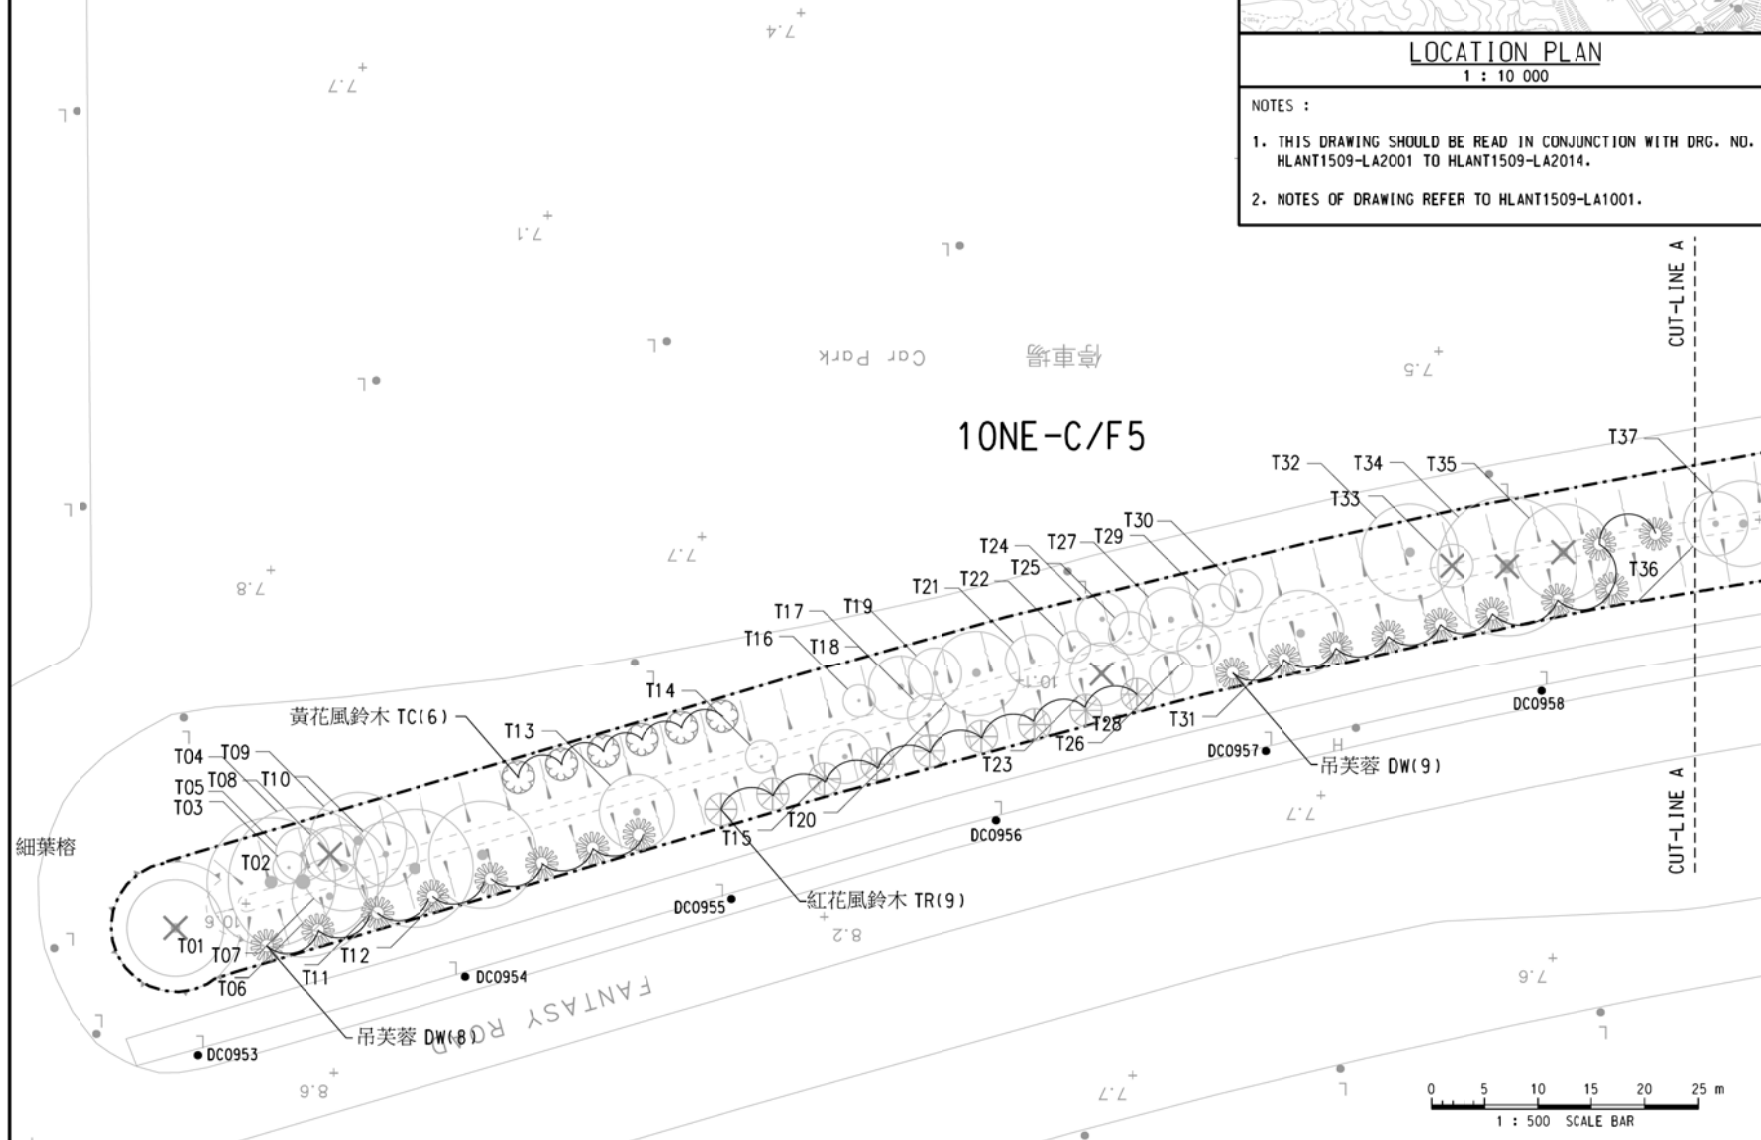 LOCATION PLAN
1 : 10 000
NOTES :
1. THIS DRAWING SHOULD BE READ IN CONJUNCTION WITH DRG. NO.
HLANT1509-LA2001 TO HLANT1509-LA2014.
2. NOTES OF DRAWING REFER TO HLANT1509-LA1001.
7.4
7.7
L
7.1
L
CUT-LINE A
L
Car Park
停車場
7.5
L
10NE-C/F5
T37
T32
T34
T35
L
T33
L
T30
T24
T27
T29
7.7
T25
L
T36
7.8
T21
T22
T17
T19
T16
T18
10.1
L
T14
黃花風鈴木 TC(6)
T13
T28
T31
DC0958
L
T26
L
H
DC0957
T04
T09
T23
吊芙蓉 DW(9)
T08
T10
T05
T03
7.7
T20
L
CUT-LINE A
細葉榕
T15
DC0956
T02
L
紅花風鈴木 TR(9)
DC0955
10.6
8.2
L
T01
T07
T12
T11
L
T06
DC0954
7.6
FANTASY ROAD
L
吊芙蓉 DW(8)
L
L
DC0953
8.6
7.7
L
0 5 10 15 20 25 m
1 : 500 SCALE BAR